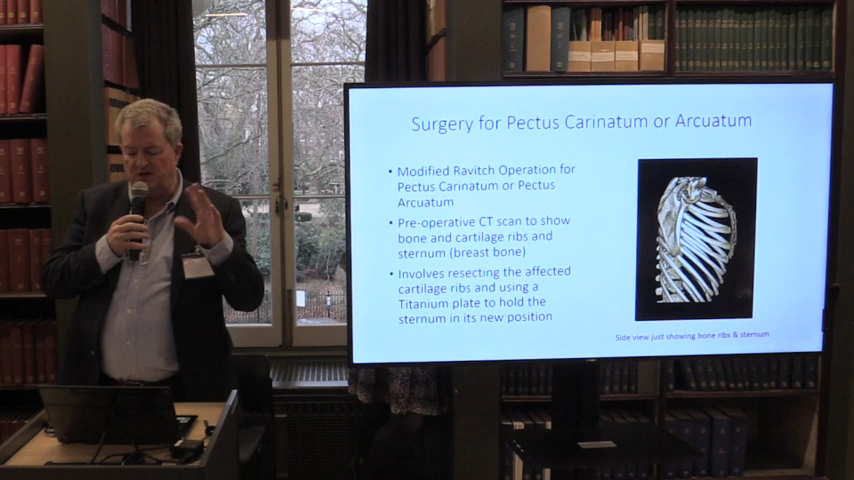 Surgery for Pectus Carinatum or Arcuatum
• Modified Ravitch Operation for
Pectus Carinatum or Pectus
Arcuatum
• Pre-operative CT scan to show
bone and cartilage ribs and
sternum (breast bone)
• Involves resecting the affected
cartilage ribs and using a
Titanium plate to hold the
sternum in its new position
Side view just showing bone ribs & sternum